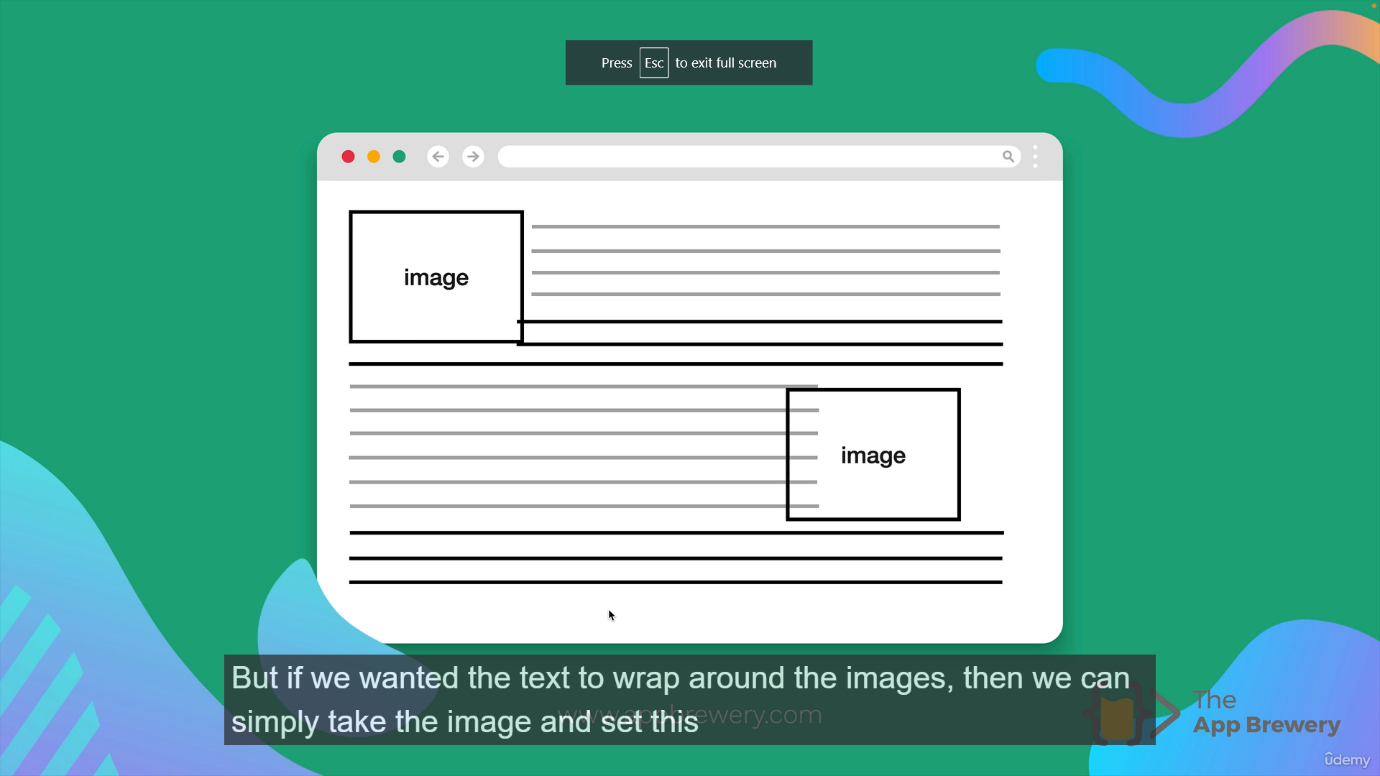 Press Esc to exit full screen
image
image
But if we wanted the text to wrap around the images, then we can
simply take the image and set this
www.appbrewery.com
The
App Brewery
ûdemy